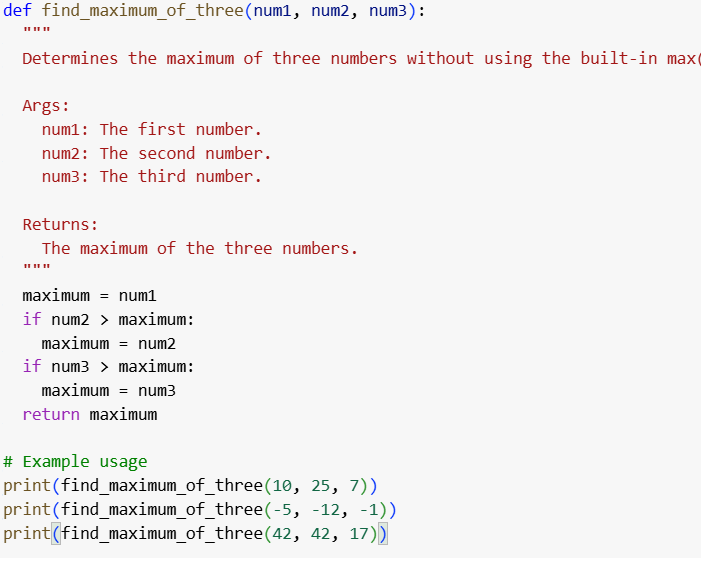 def find_maximum_of_three(num1, num2, num3):
  """
  Determines the maximum of three numbers without using the built-in max(

  Args:
    num1: The first number.
    num2: The second number.
    num3: The third number.

  Returns:
    The maximum of the three numbers.
  """
  maximum = num1
  if num2 > maximum:
    maximum = num2
  if num3 > maximum:
    maximum = num3
  return maximum

# Example usage
print(find_maximum_of_three(10, 25, 7))
print(find_maximum_of_three(-5, -12, -1))
print(find_maximum_of_three(42, 42, 17))